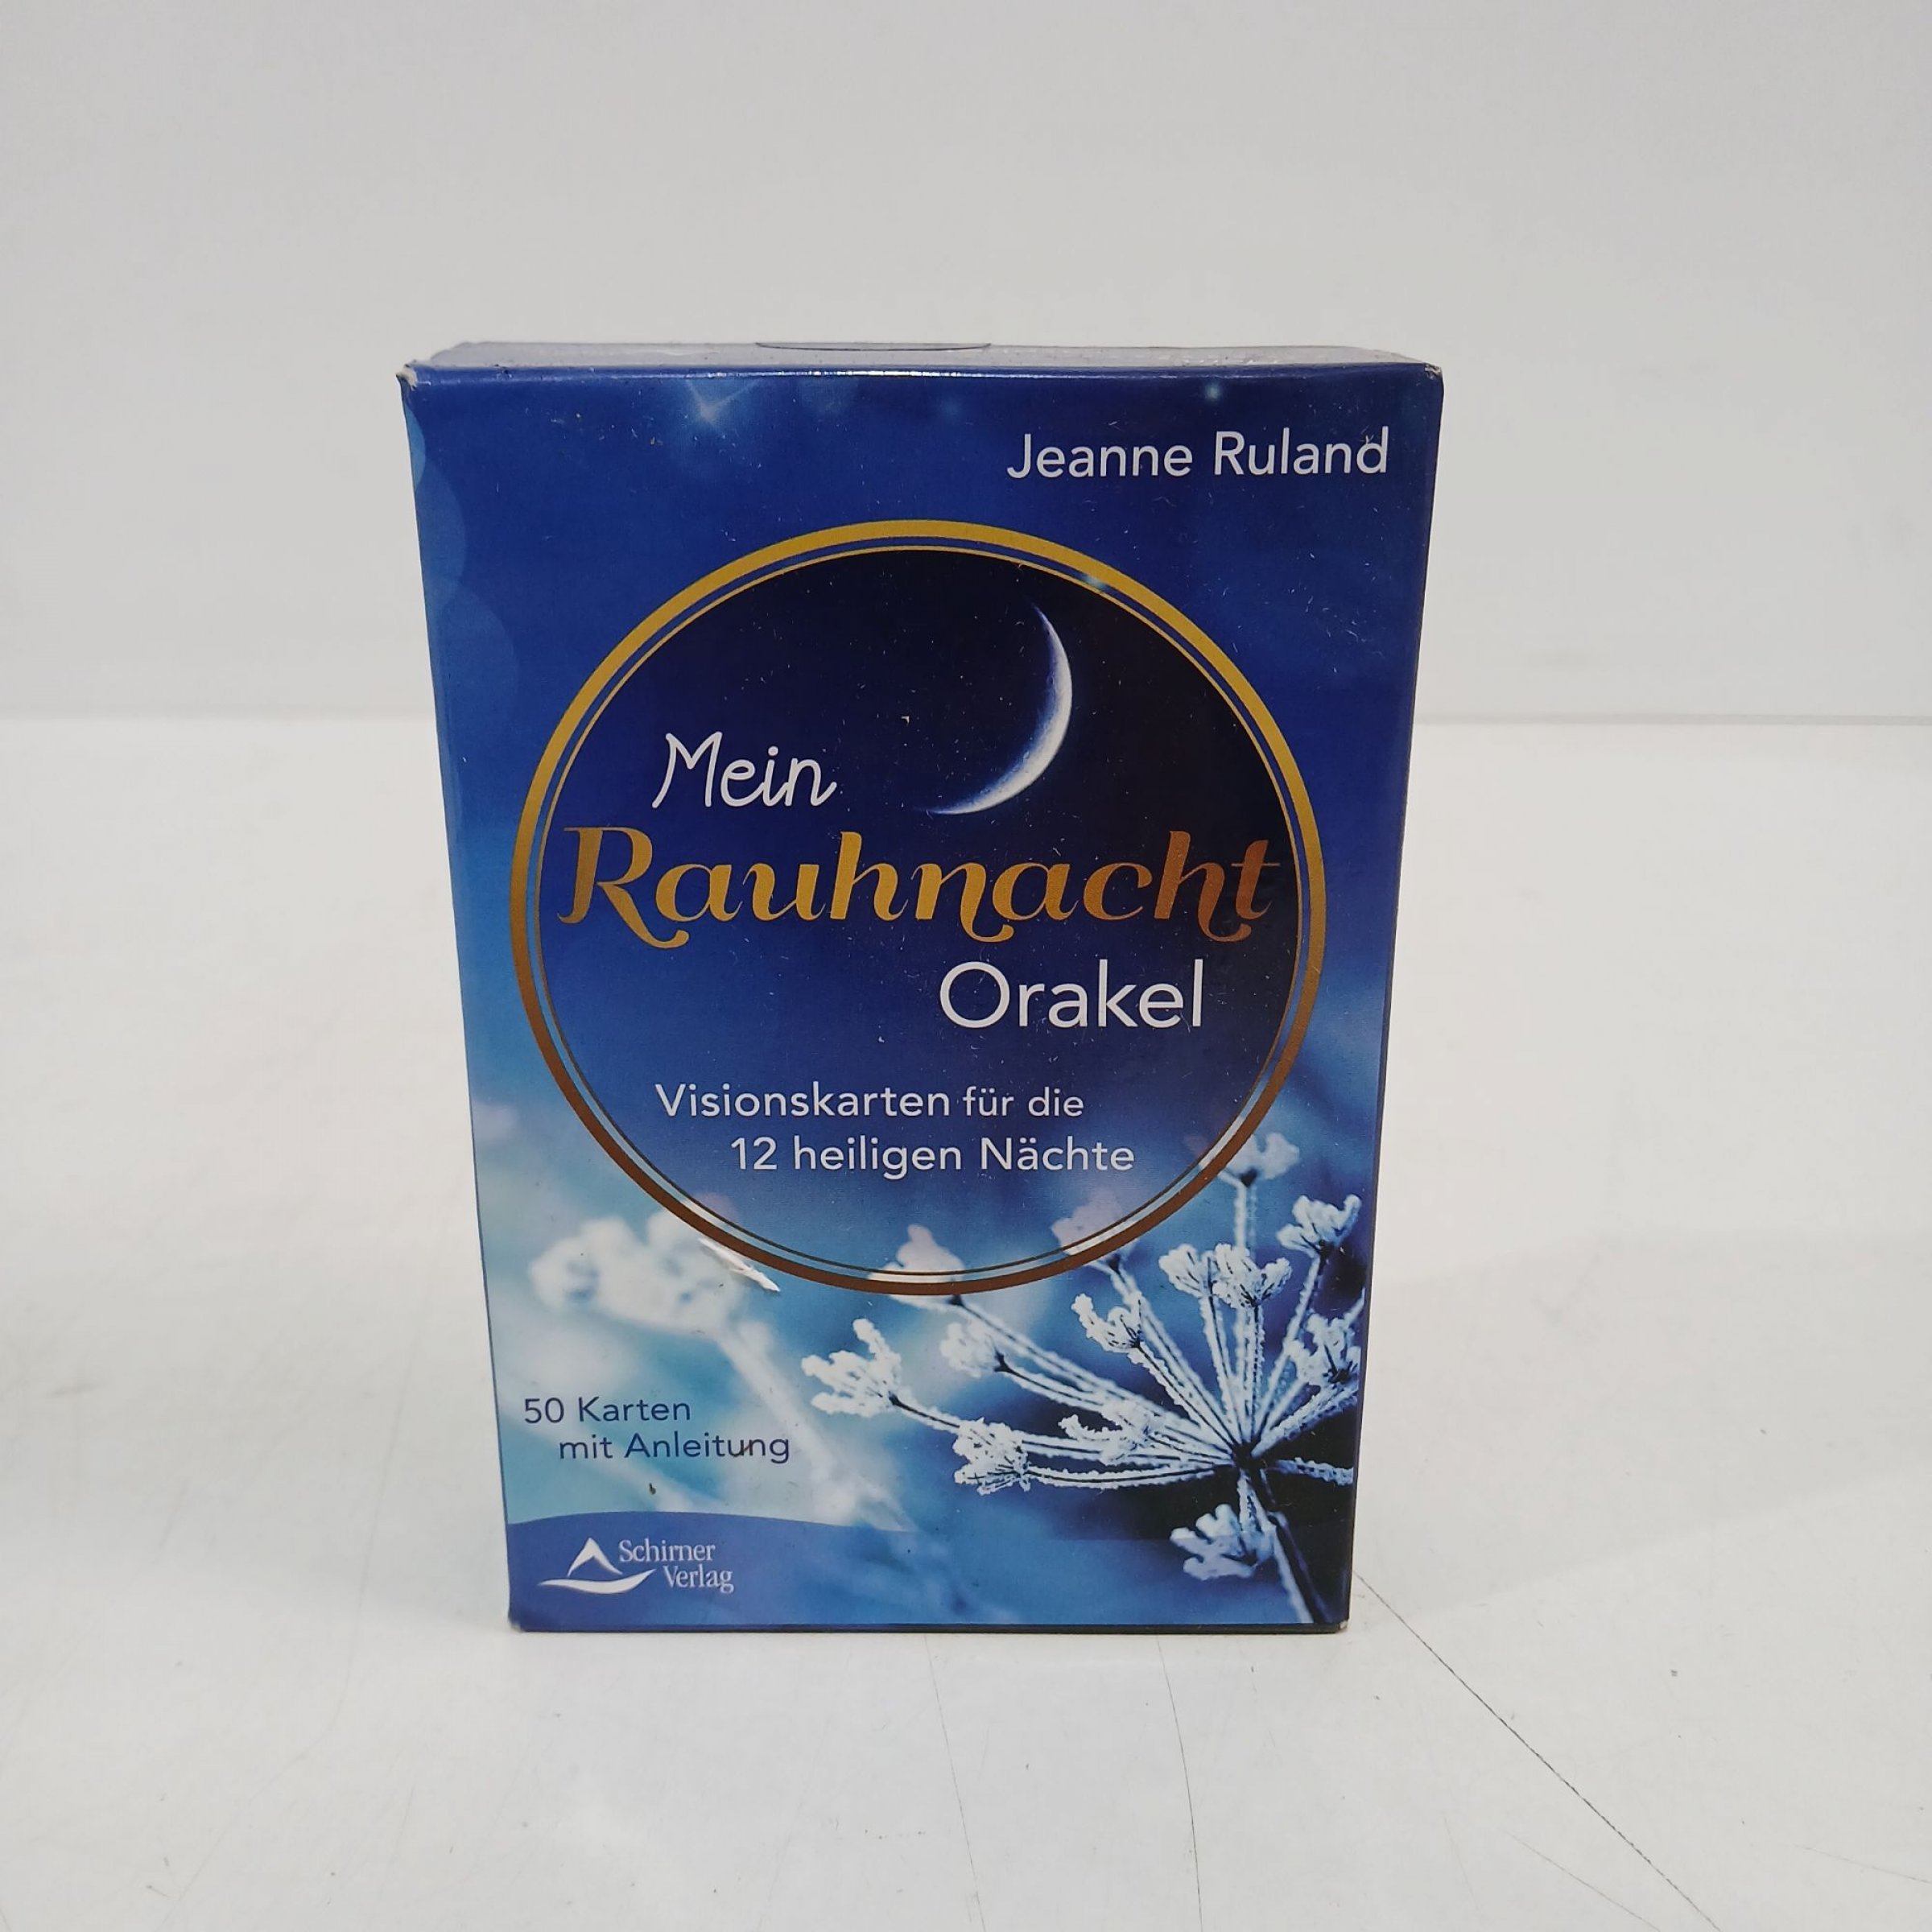 Jeanne Ruland
Mein
Rauhnacht
Orakel
Visionskarten für die
12 heiligen Nächte
50 Karten
mit Anleitung
Schirner
Verlag